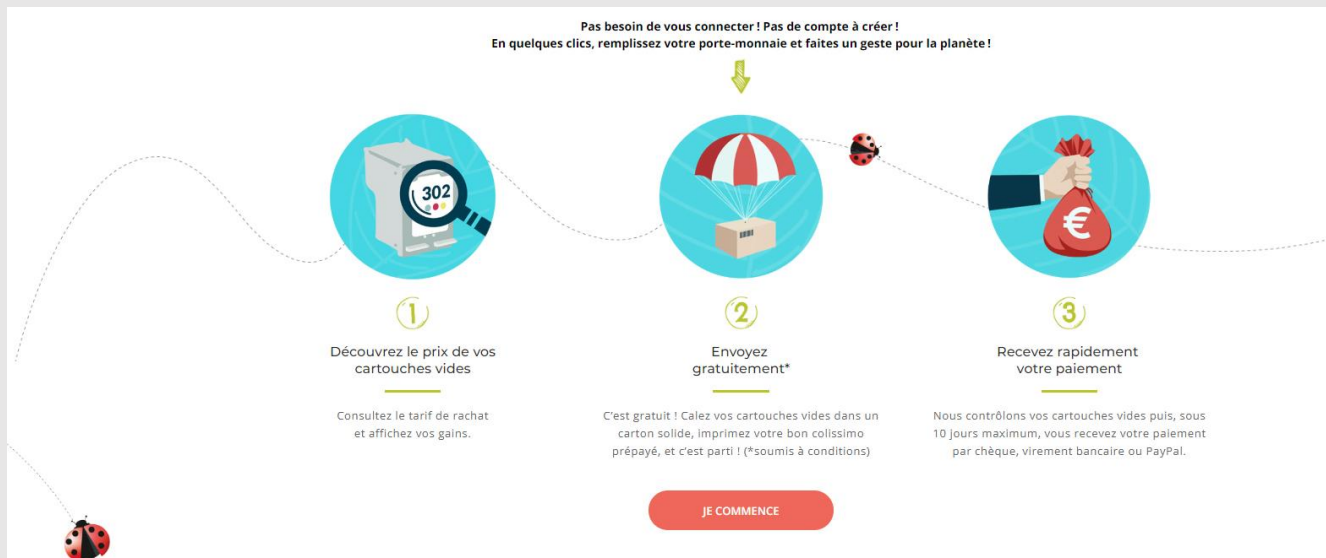 Pas besoin de vous connecter ! Pas de compte à créer !
En quelques clics, remplissez votre porte-monnaie et faites un geste pour la planète !
302
€
1
2
3
Découvrez le prix de vos
cartouches vides
Envoyez
gratuitement*
Recevez rapidement
votre paiement
Consultez le tarif de rachat
et affichez vos gains.
C'est gratuit ! Calez vos cartouches vides dans un
carton solide, imprimez votre bon colissimo
prépayé, et c'est parti ! (*soumis à conditions)
Nous contrôlons vos cartouches vides puis, sous
10 jours maximum, vous recevez votre paiement
par chèque, virement bancaire ou PayPal.
JE COMMENCE